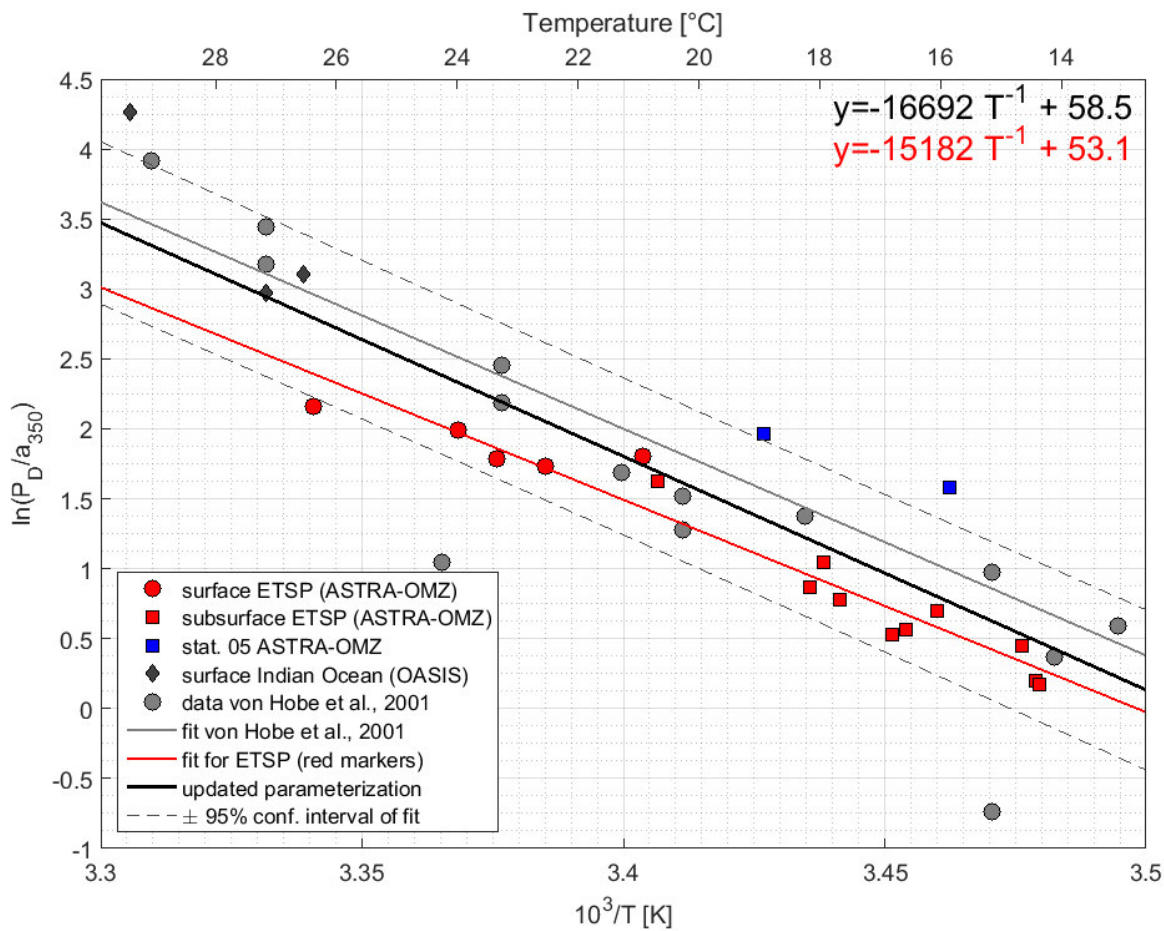 Temperature [°C]
28 26 24 22 20 18 16 14
4.5
4
3.5
3
2.5
2
1.5
1
0.5
0
-0.5
-1
ln(P_D/a_350)
y=-16692 T^-1 + 58.5
y=-15182 T^-1 + 53.1
surface ETSP (ASTRA-OMZ)
subsurface ETSP (ASTRA-OMZ)
stat. 05 ASTRA-OMZ
surface Indian Ocean (OASIS)
data von Hobe et al., 2001
fit von Hobe et al., 2001
fit for ETSP (red markers)
updated parameterization
± 95% conf. interval of fit
3.3 3.35 3.4 3.45 3.5
10^3/T [K]